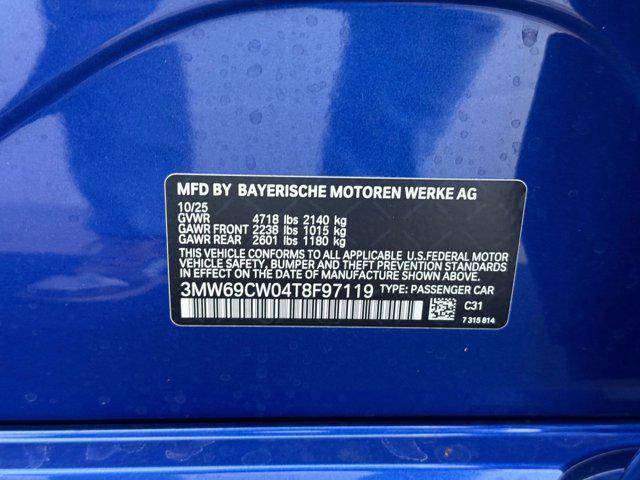 MFD BY BAYERISCHE MOTOREN WERKE AG
10/25
GVWR 4718 lbs 2140 kg
GAWR FRONT 2238 lbs 1015 kg
GAWR REAR 2601 lbs 1180 kg
THIS VEHICLE CONFORMS TO ALL APPLICABLE U.S.FEDERAL MOTOR
VEHICLE SAFETY, BUMPER, AND THEFT PREVENTION STANDARDS
IN EFFECT ON THE DATE OF MANUFACTURE SHOWN ABOVE.
3MW69CW04T8F97119 TYPE: PASSENGER CAR
C31
7 315 814